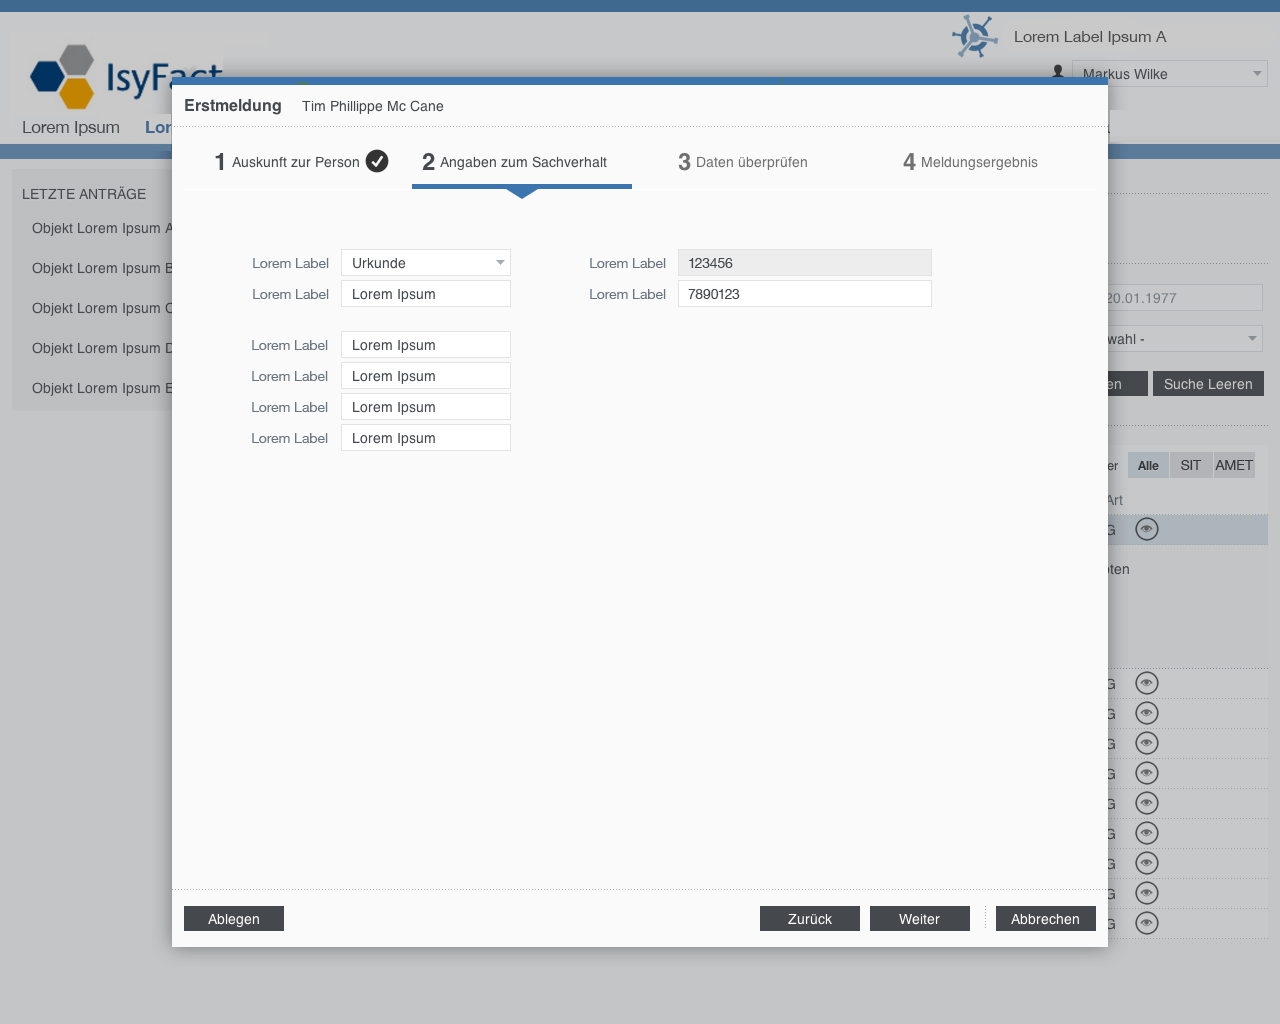 Lorem Label Ipsum A
IsyFact
Markus Wilke
Lorem Ipsum
Erstmeldung Tim Phillippe Mc Cane
1 Auskunft zur Person 2 Angaben zum Sachverhalt 3 Daten überprüfen 4 Meldungsergebnis
LETZTE ANTRÄGE
Objekt Lorem Ipsum A
Objekt Lorem Ipsum B
Objekt Lorem Ipsum C
Objekt Lorem Ipsum D
Objekt Lorem Ipsum E
Lorem Label Urkunde Lorem Label 123456
Lorem Label Lorem Ipsum Lorem Label 7890123
Lorem Label Lorem Ipsum
Lorem Label Lorem Ipsum
Lorem Label Lorem Ipsum
Lorem Label Lorem Ipsum
20.01.1977
wahl -
en Suche Leeren
er Alle SIT AMET
Art
G
oten
G
G
G
G
G
G
G
G
G
Ablegen Zurück Weiter Abbrechen